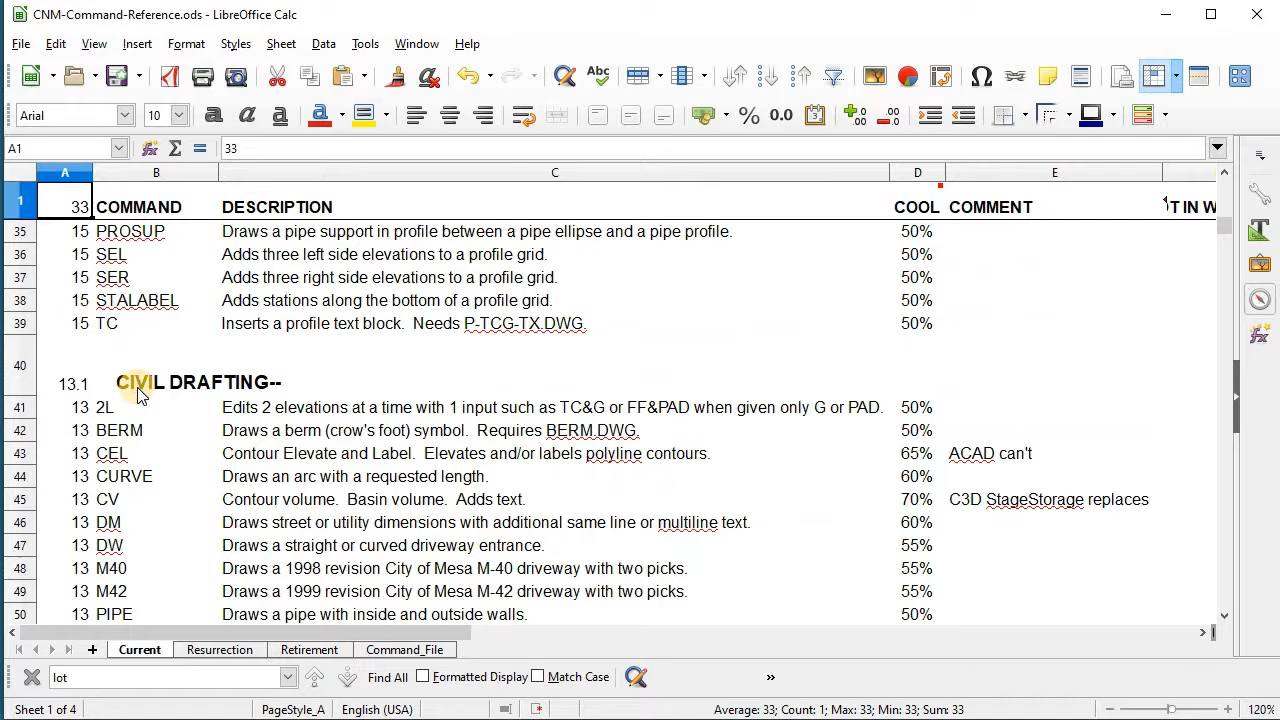 CNM-Command-Reference.ods - LibreOffice Calc
File Edit View Insert Format Styles Sheet Data Tools Window Help
Arial 10
A1 33
A B C D E
1 33 COMMAND DESCRIPTION COOL COMMENT T IN W
35 15 PROSUP Draws a pipe support in profile between a pipe ellipse and a pipe profile. 50%
36 15 SEL Adds three left side elevations to a profile grid. 50%
37 15 SER Adds three right side elevations to a profile grid. 50%
38 15 STALABEL Adds stations along the bottom of a profile grid. 50%
39 15 TC Inserts a profile text block. Needs P-TCG-TX.DWG. 50%
40 13.1 CIVIL DRAFTING--
41 13 2L Edits 2 elevations at a time with 1 input such as TC&G or FF&PAD when given only G or PAD. 50%
42 13 BERM Draws a berm (crow's foot) symbol. Requires BERM.DWG. 50%
43 13 CEL Contour Elevate and Label. Elevates and/or labels polyline contours. 65% ACAD can't
44 13 CURVE Draws an arc with a requested length. 60%
45 13 CV Contour volume. Basin volume. Adds text. 70% C3D StageStorage replaces
46 13 DM Draws street or utility dimensions with additional same line or multiline text. 60%
47 13 DW Draws a straight or curved driveway entrance. 55%
48 13 M40 Draws a 1998 revision City of Mesa M-40 driveway with two picks. 55%
49 13 M42 Draws a 1999 revision City of Mesa M-42 driveway with two picks. 55%
50 13 PIPE Draws a pipe with inside and outside walls. 50%
Current Resurrection Retirement Command_File
lot Find All Formatted Display Match Case
Sheet 1 of 4 PageStyle_A English (USA) Average: 33; Count: 1; Max: 33; Min: 33; Sum: 33 120%